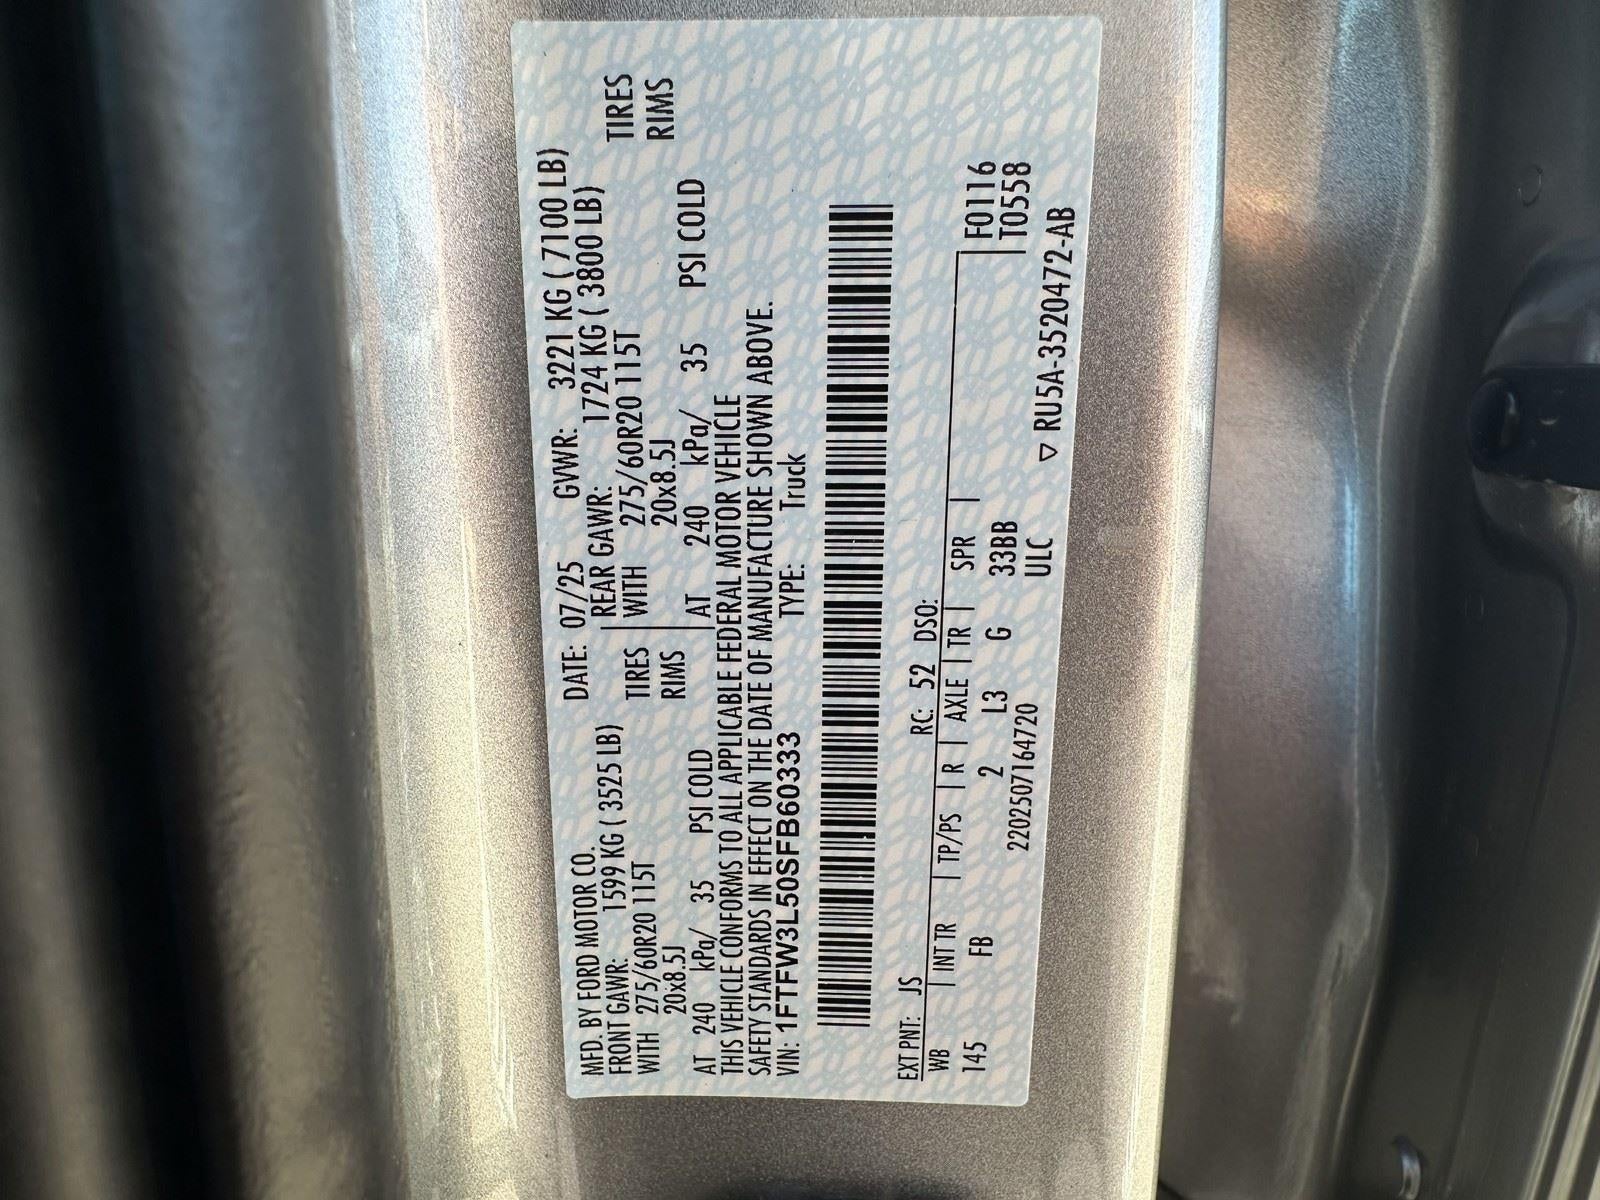 MFD. BY FORD MOTOR CO.
DATE: 07/25 GVWR: 3221 KG ( 7100 LB)
FRONT GAWR: 1599 KG ( 3525 LB)
REAR GAWR: 1724 KG ( 3800 LB)
WITH 275/60R20 115T TIRES
WITH 275/60R20 115T TIRES
20x8.5J RIMS
20x8.5J RIMS
AT 240 kPa/ 35 PSI COLD
AT 240 kPa/ 35 PSI COLD
THIS VEHICLE CONFORMS TO ALL APPLICABLE FEDERAL MOTOR VEHICLE
SAFETY STANDARDS IN EFFECT ON THE DATE OF MANUFACTURE SHOWN ABOVE.
VIN: 1FTFW3L50SFB60333 TYPE: Truck
EXT PNT: JS RC: 52 DSO:
WB | INT TR | TP/PS | R | AXLE | TR | SPR |
F0116
145 FB 2 L3 G 33BB
T0558
2202507164720 ULC
▽ RU5A-3520472-AB